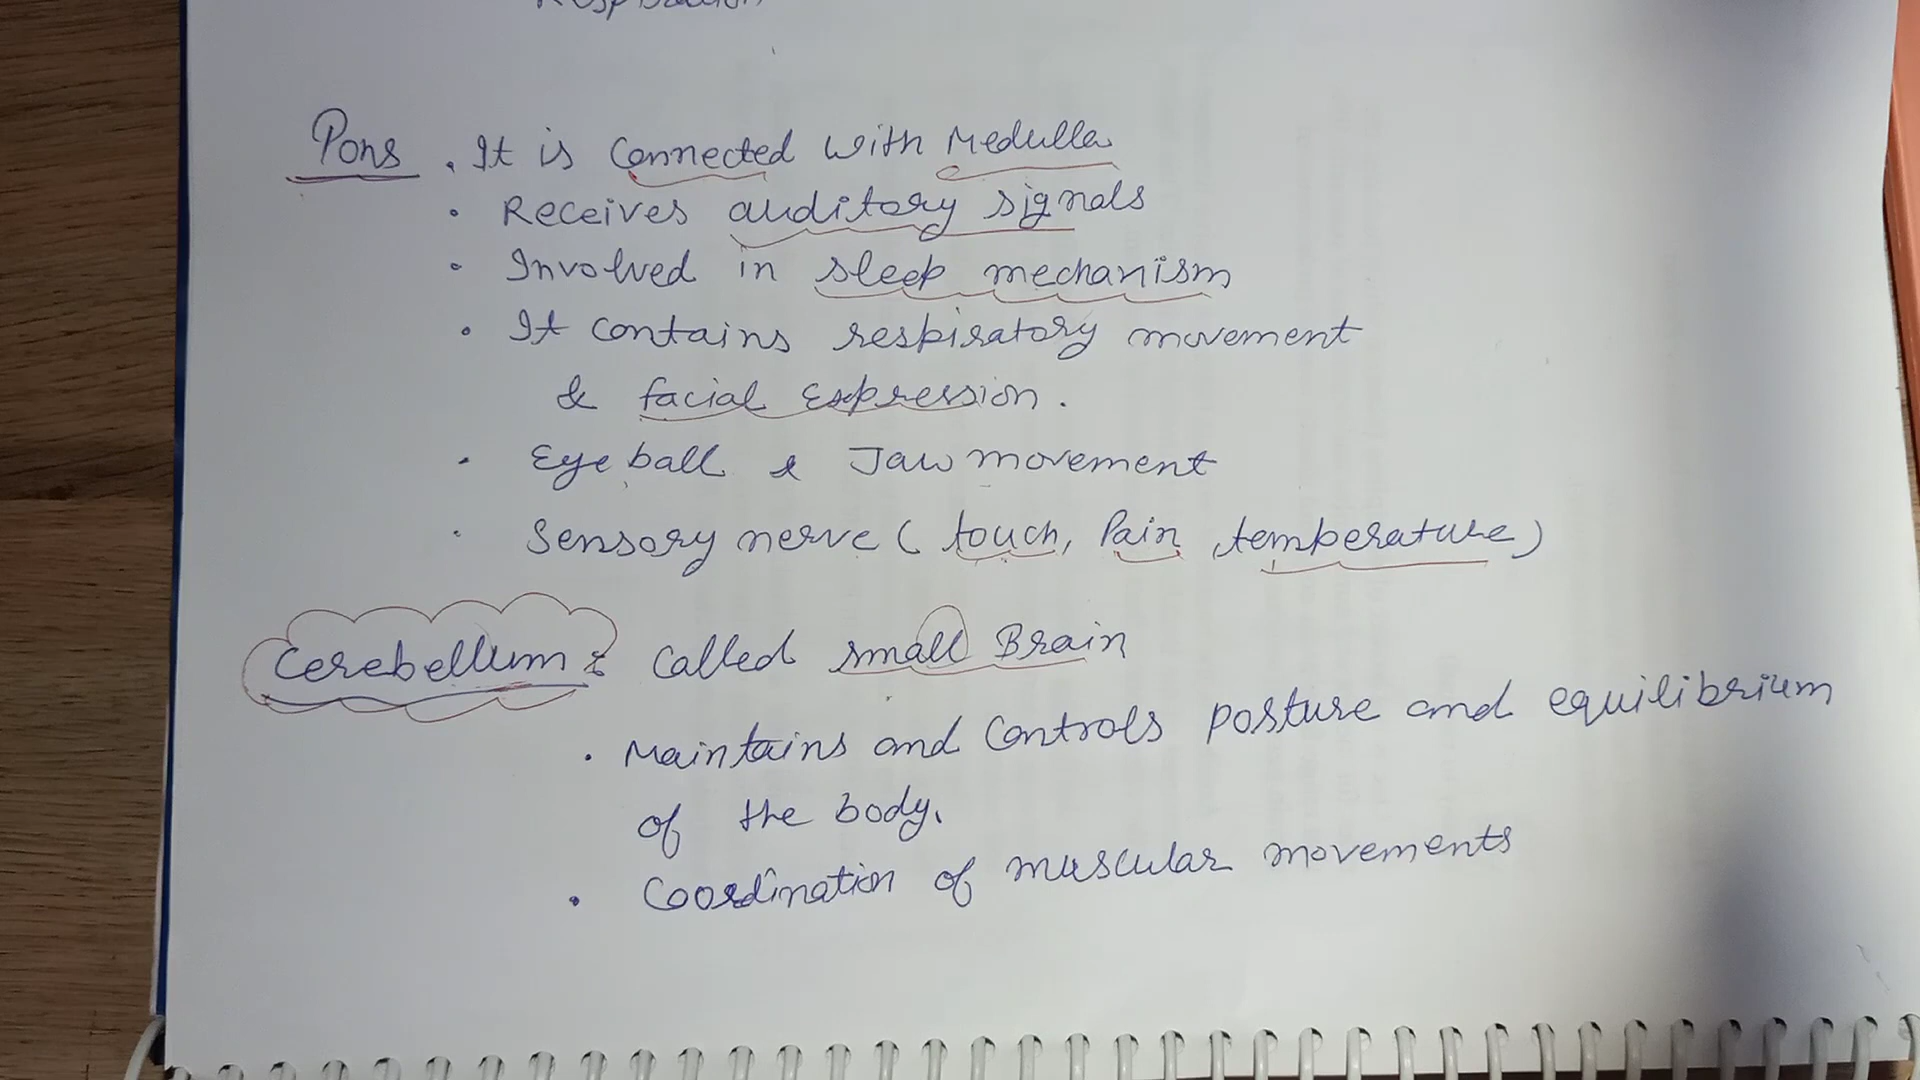 Respiration
Pons . It is Connected with Medulla
• Receives auditory signals
• Involved in sleep mechanism
• It contains respiratory movement
& facial Expression.
• Eye ball & Jaw movement
• Sensory nerve (touch, Pain, temperature)
Cerebellum : Called small Brain
• Maintains and Controls posture and equilibrium
of the body.
• Coordination of muscular movements